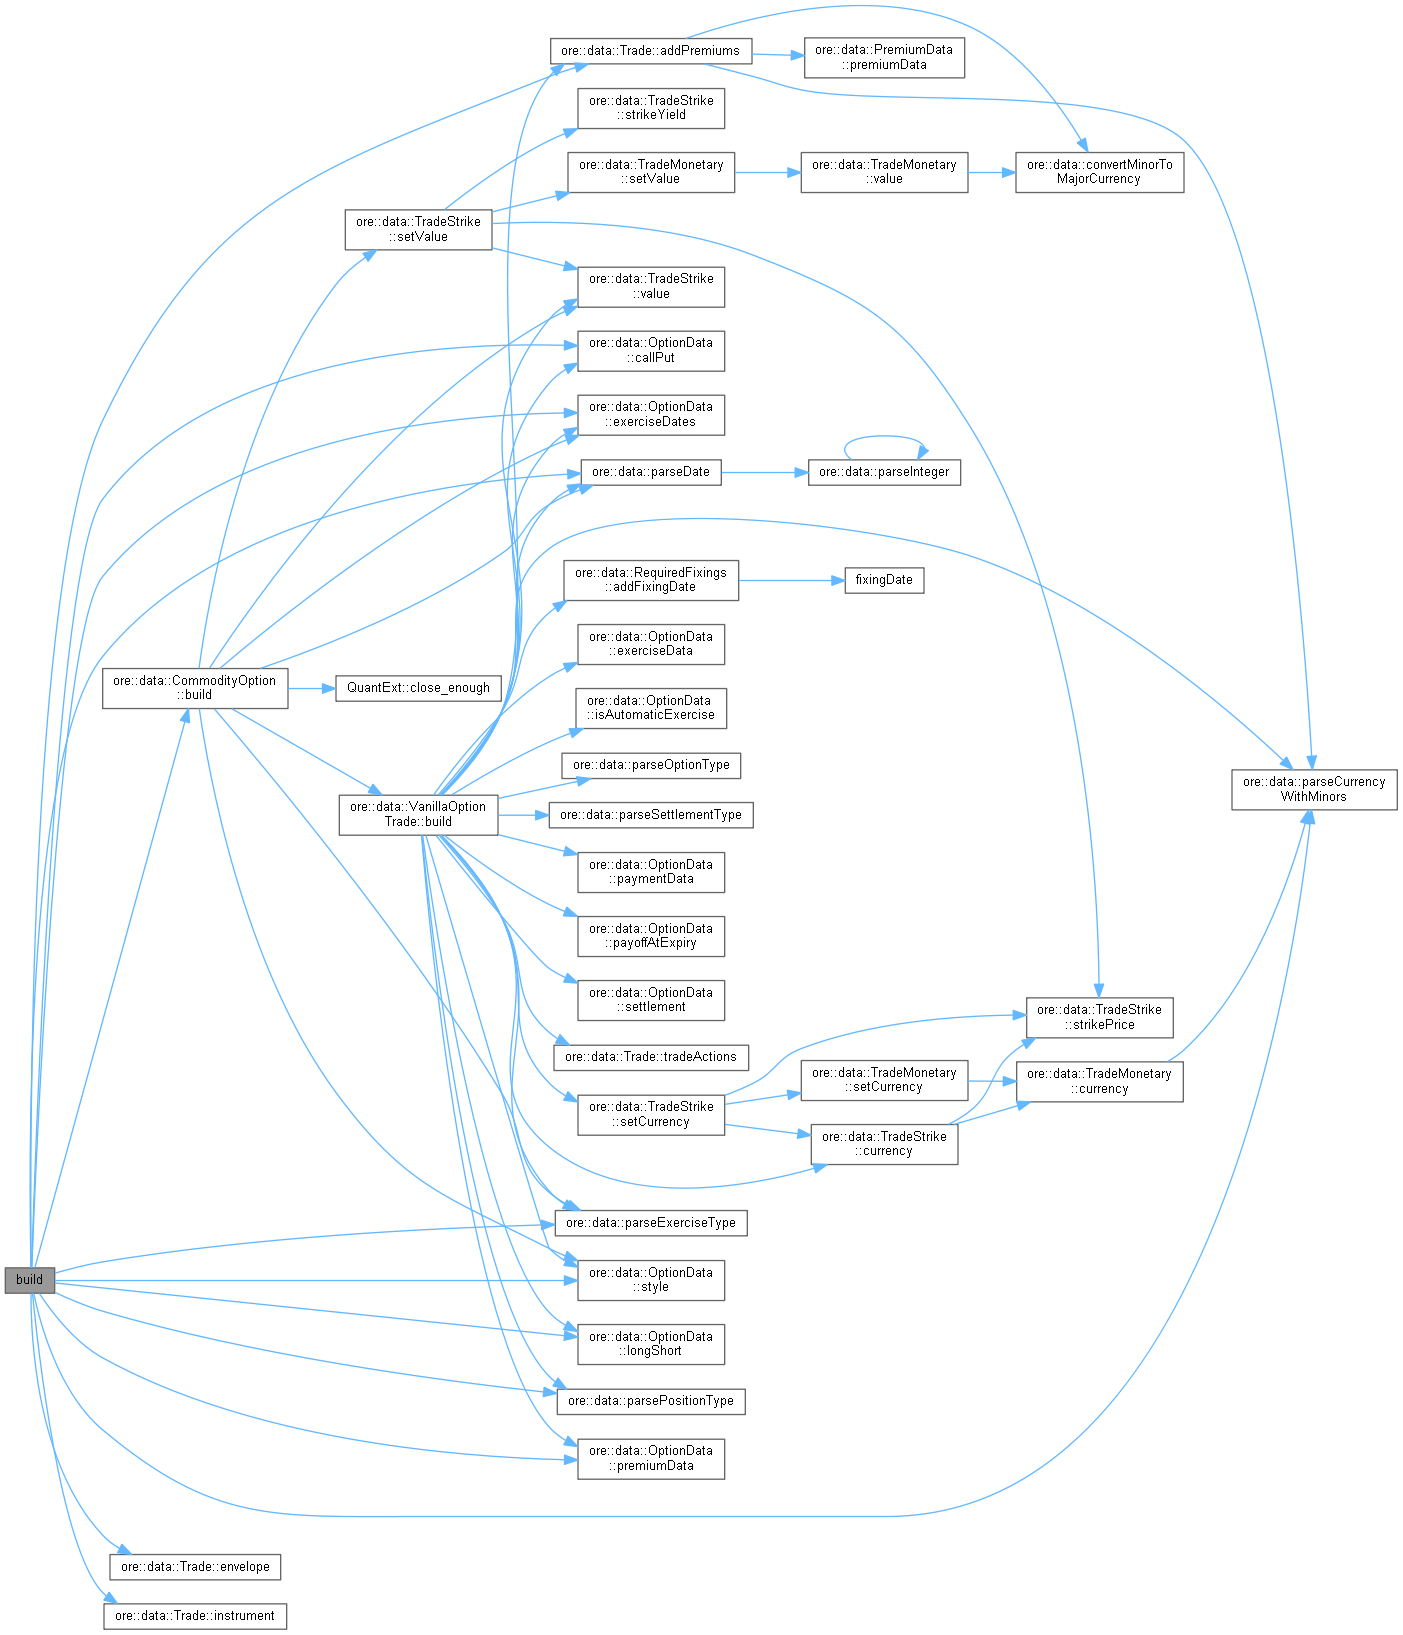 ore::data::Trade::addPremiums
ore::data::PremiumData
::premiumData
ore::data::TradeStrike
::strikeYield
ore::data::TradeMonetary
::setValue
ore::data::TradeMonetary
::value
ore::data::convertMinorTo
MajorCurrency
ore::data::TradeStrike
::setValue
ore::data::TradeStrike
::value
ore::data::OptionData
::callPut
ore::data::OptionData
::exerciseDates
ore::data::parseDate
ore::data::parseInteger
ore::data::RequiredFixings
::addFixingDate
fixingDate
ore::data::OptionData
::exerciseData
ore::data::CommodityOption
::build
QuantExt::close_enough
ore::data::OptionData
::isAutomaticExercise
ore::data::parseOptionType
ore::data::VanillaOption
Trade::build
ore::data::parseSettlementType
ore::data::parseCurrency
WithMinors
ore::data::OptionData
::paymentData
ore::data::OptionData
::payoffAtExpiry
ore::data::OptionData
::settlement
ore::data::TradeStrike
::strikePrice
ore::data::Trade::tradeActions
ore::data::TradeMonetary
::setCurrency
ore::data::TradeMonetary
::currency
ore::data::TradeStrike
::setCurrency
ore::data::TradeStrike
::currency
ore::data::parseExerciseType
build
ore::data::OptionData
::style
ore::data::OptionData
::longShort
ore::data::parsePositionType
ore::data::OptionData
::premiumData
ore::data::Trade::envelope
ore::data::Trade::instrument